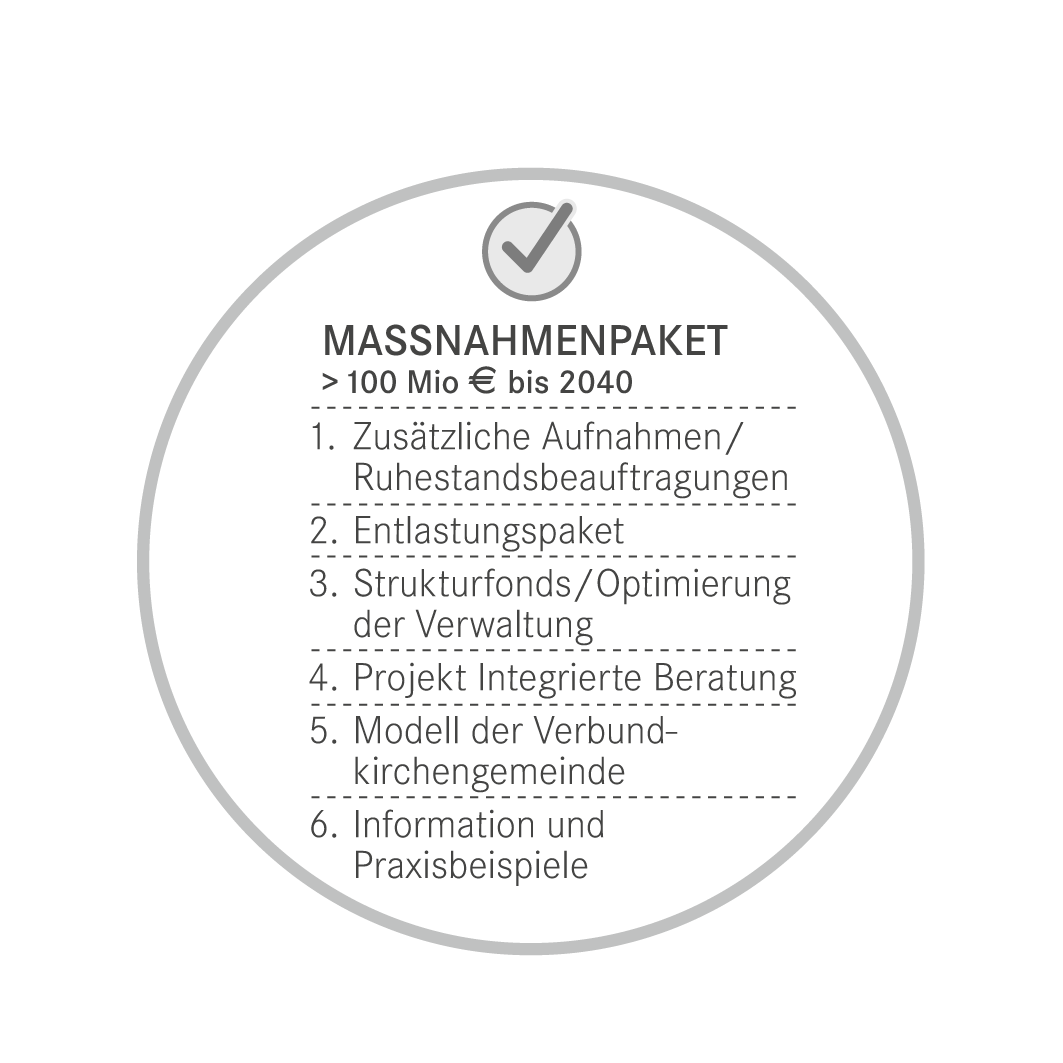 MASSNAHMENPAKET
> 100 Mio € bis 2040
1. Zusätzliche Aufnahmen/
Ruhestandsbeauftragungen
2. Entlastungspaket
3. Strukturfonds/Optimierung
der Verwaltung
4. Projekt Integrierte Beratung
5. Modell der Verbund-
kirchengemeinde
6. Information und
Praxisbeispiele